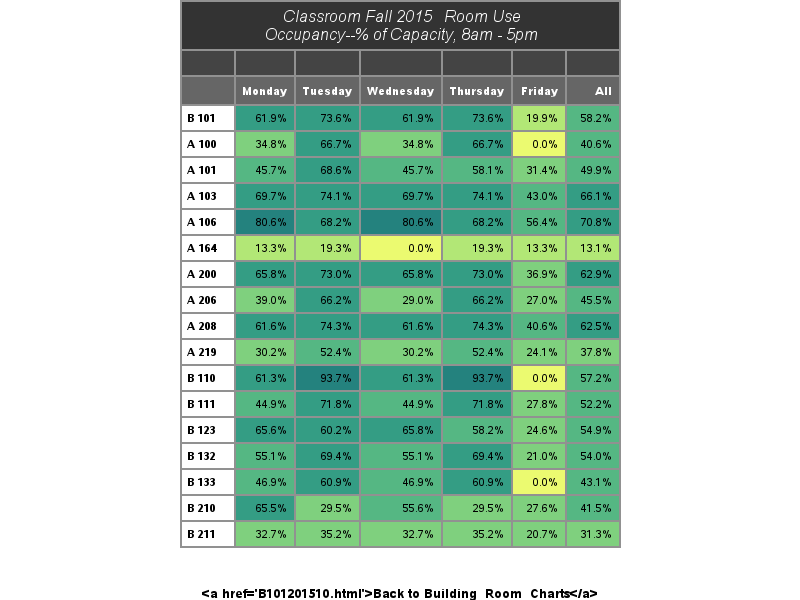 Classroom Fall 2015 Room Use
Occupancy--% of Capacity, 8am - 5pm
Monday Tuesday Wednesday Thursday Friday All
B 101 61.9% 73.6% 61.9% 73.6% 19.9% 58.2%
A 100 34.8% 66.7% 34.8% 66.7% 0.0% 40.6%
A 101 45.7% 68.6% 45.7% 58.1% 31.4% 49.9%
A 103 69.7% 74.1% 69.7% 74.1% 43.0% 66.1%
A 106 80.6% 68.2% 80.6% 68.2% 56.4% 70.8%
A 164 13.3% 19.3% 0.0% 19.3% 13.3% 13.1%
A 200 65.8% 73.0% 65.8% 73.0% 36.9% 62.9%
A 206 39.0% 66.2% 29.0% 66.2% 27.0% 45.5%
A 208 61.6% 74.3% 61.6% 74.3% 40.6% 62.5%
A 219 30.2% 52.4% 30.2% 52.4% 24.1% 37.8%
B 110 61.3% 93.7% 61.3% 93.7% 0.0% 57.2%
B 111 44.9% 71.8% 44.9% 71.8% 27.8% 52.2%
B 123 65.6% 60.2% 65.8% 58.2% 24.6% 54.9%
B 132 55.1% 69.4% 55.1% 69.4% 21.0% 54.0%
B 133 46.9% 60.9% 46.9% 60.9% 0.0% 43.1%
B 210 65.5% 29.5% 55.6% 29.5% 27.6% 41.5%
B 211 32.7% 35.2% 32.7% 35.2% 20.7% 31.3%
<a href='B101201510.html'>Back to Building Room Charts</a>